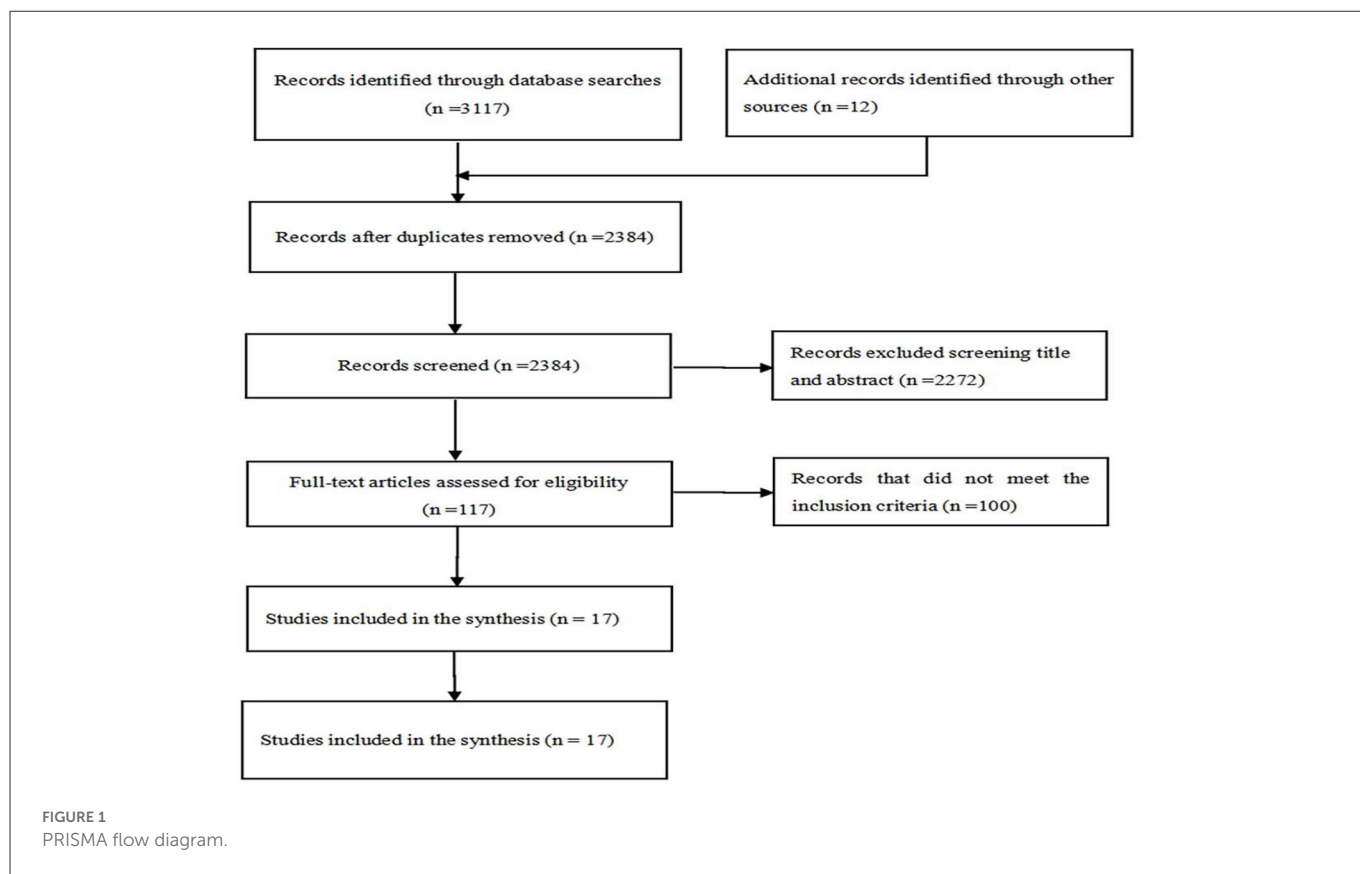 Records identified through database searches
(n =3117)
Additional records identified through other
sources (n =12)
Records after duplicates removed (n =2384)
Records screened (n =2384)
Records excluded screening title
and abstract (n =2272)
Full-text articles assessed for eligibility
(n =117)
Records that did not meet the
inclusion criteria (n =100)
Studies included in the synthesis (n = 17)
Studies included in the synthesis (n = 17)
FIGURE 1
PRISMA flow diagram.